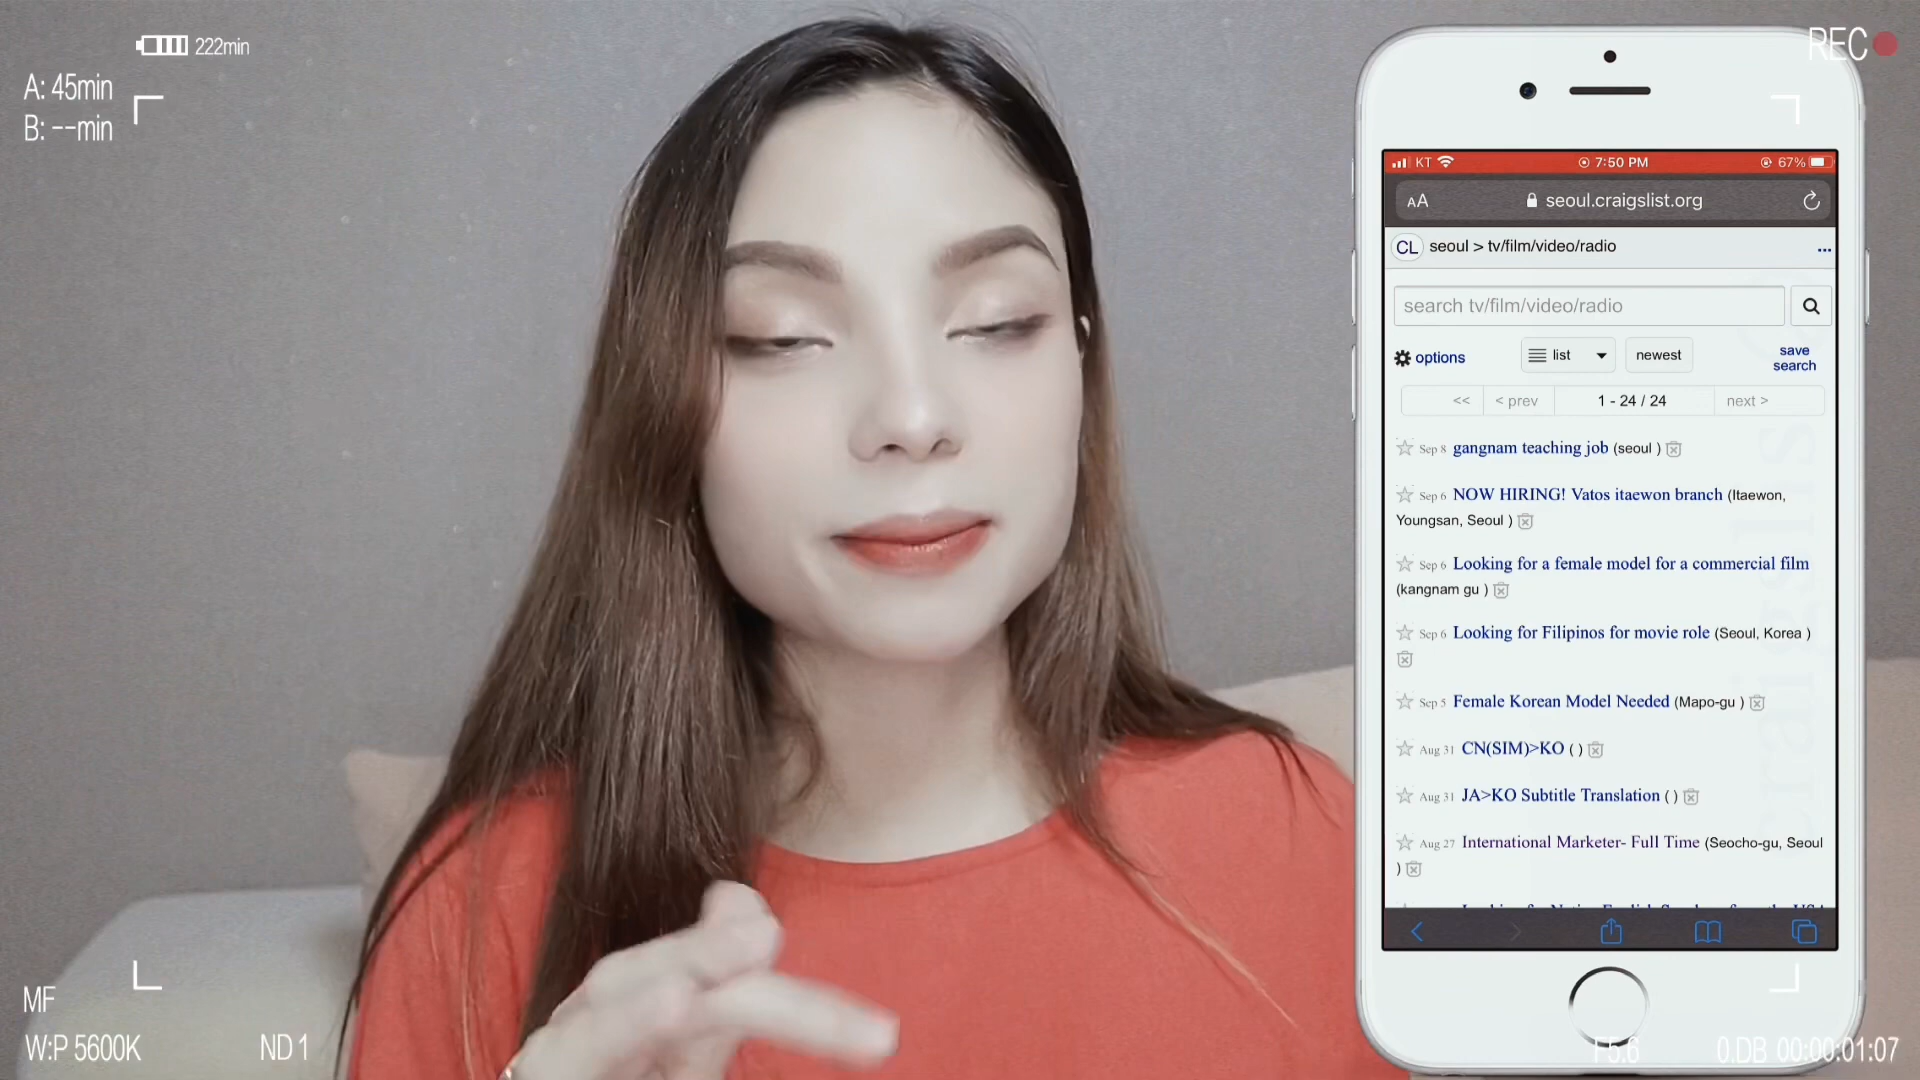 222min
A: 45min
B: --min
REC
KT
7:50 PM
67%
AA
seoul.craigslist.org
CL seoul > tv/film/video/radio ...
search tv/film/video/radio
options
list
newest
save
search
<<
< prev
1 - 24 / 24
next >
Sep 8 gangnam teaching job (seoul )
Sep 6 NOW HIRING! Vatos itaewon branch (Itaewon,
Youngsan, Seoul )
Sep 6 Looking for a female model for a commercial film
(kangnam gu )
Sep 6 Looking for Filipinos for movie role (Seoul, Korea )
Sep 5 Female Korean Model Needed (Mapo-gu )
Aug 31 CN(SIM)>KO ( )
Aug 31 JA>KO Subtitle Translation ( )
Aug 27 International Marketer- Full Time (Seocho-gu, Seoul
)
craigslist
MF
W:P 5600K
ND 1
F5.6
0.DB 00:00:01:07